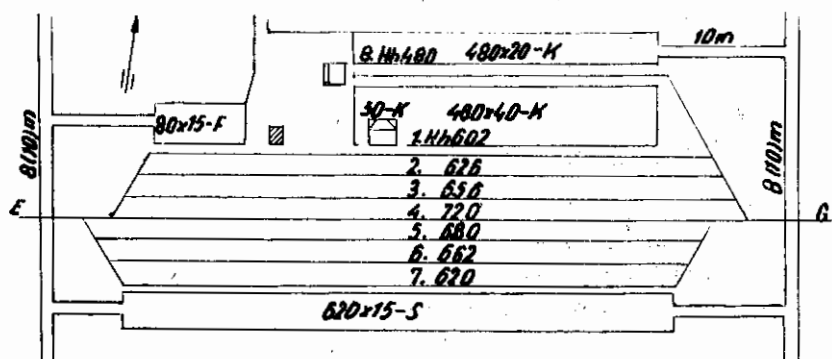 8. Hh480 480x20-K
10m
80x15-F
30-K 480x40-K
1. Hh602
8(10)m
8(10)m
2. 626
3. 656
E 4. 720 G
5. 680
6. 662
7. 620
620x15-S